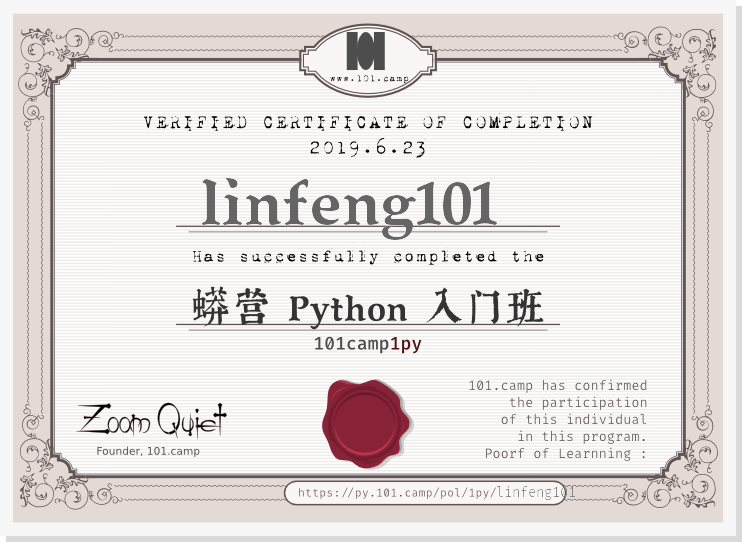 101
www.101.camp
VERIFIED CERTIFICATE OF COMPLETION
2019.6.23
linfeng101
Has successfully completed the
蟒营 Python 入门班
101camp1py
Zoom Quiet
Founder, 101.camp
101.camp has confirmed
the participation
of this individual
in this program.
Poorf of Learnning :
https://py.101.camp/pol/1py/linfeng101